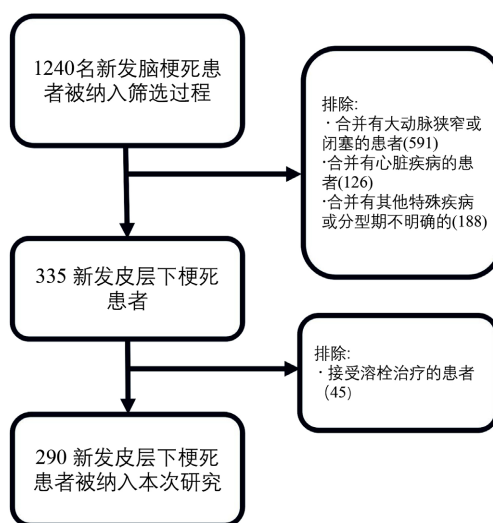 1240名新发脑梗死患
者被纳入筛选过程
排除:
· 合并有大动脉狭窄或
闭塞的患者(591)
·合并有心脏疾病的患
者(126)
·合并有其他特殊疾病
或分型期不明确的(188)
335 新发皮层下梗死
患者
排除:
· 接受溶栓治疗的患者
（45）
290 新发皮层下梗死
患者被纳入本次研究